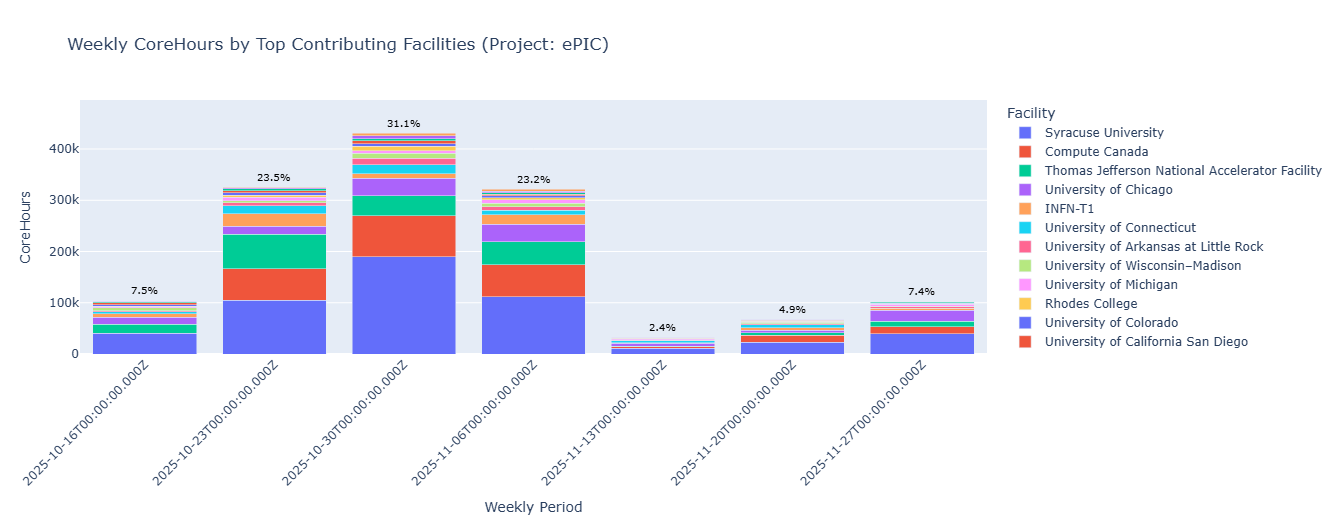 Weekly CoreHours by Top Contributing Facilities (Project: ePIC)
Facility
Syracuse University
Compute Canada
Thomas Jefferson National Accelerator Facility
University of Chicago
INFN-T1
University of Connecticut
University of Arkansas at Little Rock
University of Wisconsin–Madison
University of Michigan
Rhodes College
University of Colorado
University of California San Diego
CoreHours
400k
300k
200k
100k
0
7.5%
23.5%
31.1%
23.2%
2.4%
4.9%
7.4%
2025-10-16T00:00:00.000Z
2025-10-23T00:00:00.000Z
2025-10-30T00:00:00.000Z
2025-11-06T00:00:00.000Z
2025-11-13T00:00:00.000Z
2025-11-20T00:00:00.000Z
2025-11-27T00:00:00.000Z
Weekly Period